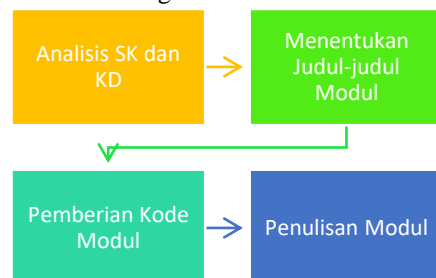 Analisis SK dan
KD
Menentukan
Judul-judul
Modul
Pemberian Kode
Modul
Penulisan Modul